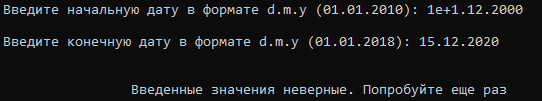 Введите начальную дату в формате d.m.y (01.01.2010): 1e+1.12.2000
Введите конечную дату в формате d.m.y (01.01.2018): 15.12.2020
Введенные значения неверные. Попробуйте еще раз